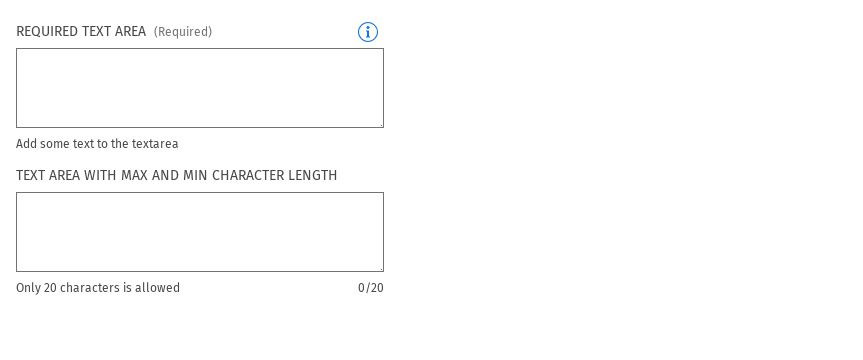 REQUIRED TEXT AREA (Required)
Add some text to the textarea
TEXT AREA WITH MAX AND MIN CHARACTER LENGTH
Only 20 characters is allowed 0/20